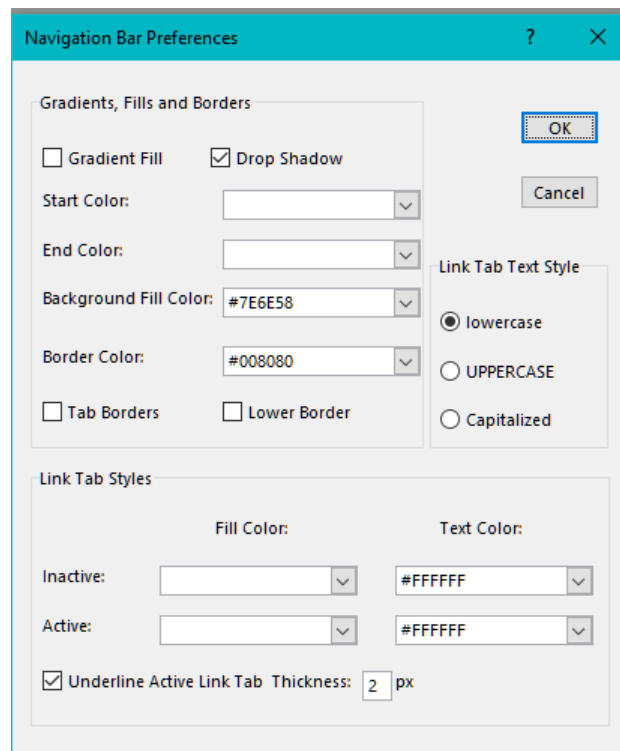 Navigation Bar Preferences ?
Gradients, Fills and Borders
OK
Gradient Fill Drop Shadow
Start Color:
Cancel
End Color:
Link Tab Text Style
Background Fill Color: #7E6E58
lowercase
Border Color: #008080
UPPERCASE
Tab Borders Lower Border
Capitalized
Link Tab Styles
Fill Color: Text Color:
Inactive: #FFFFFF
Active: #FFFFFF
Underline Active Link Tab Thickness: 2 px